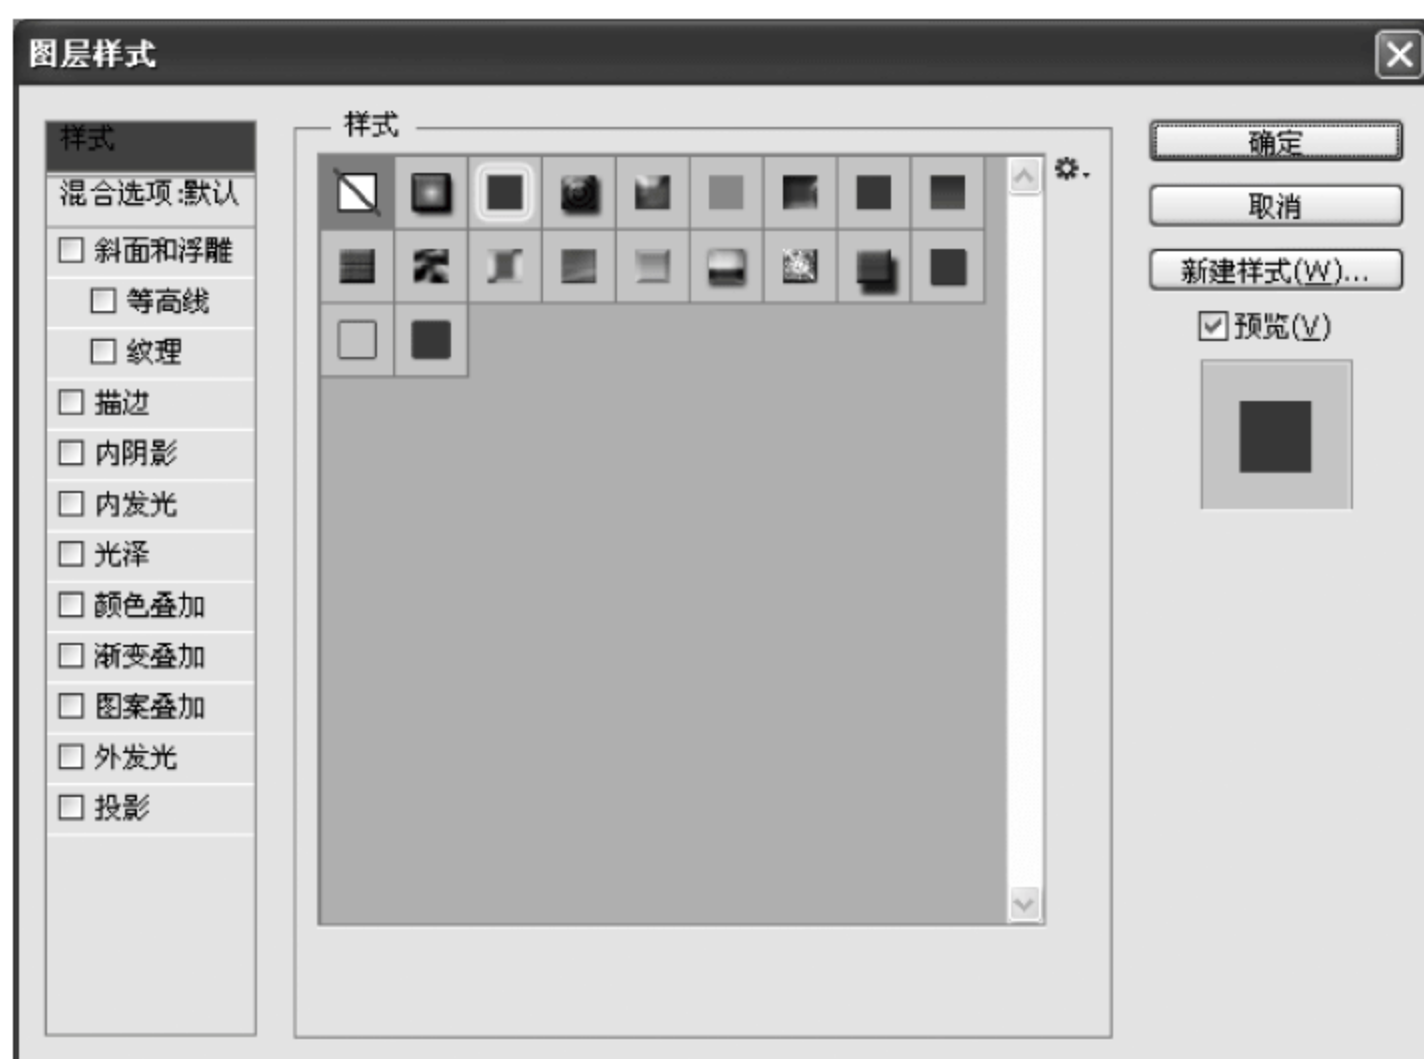 图层样式
样式
混合选项:默认
斜面和浮雕
等高线
纹理
描边
内阴影
内发光
光泽
颜色叠加
渐变叠加
图案叠加
外发光
投影
样式
确定
取消
新建样式(W)...
预览(V)